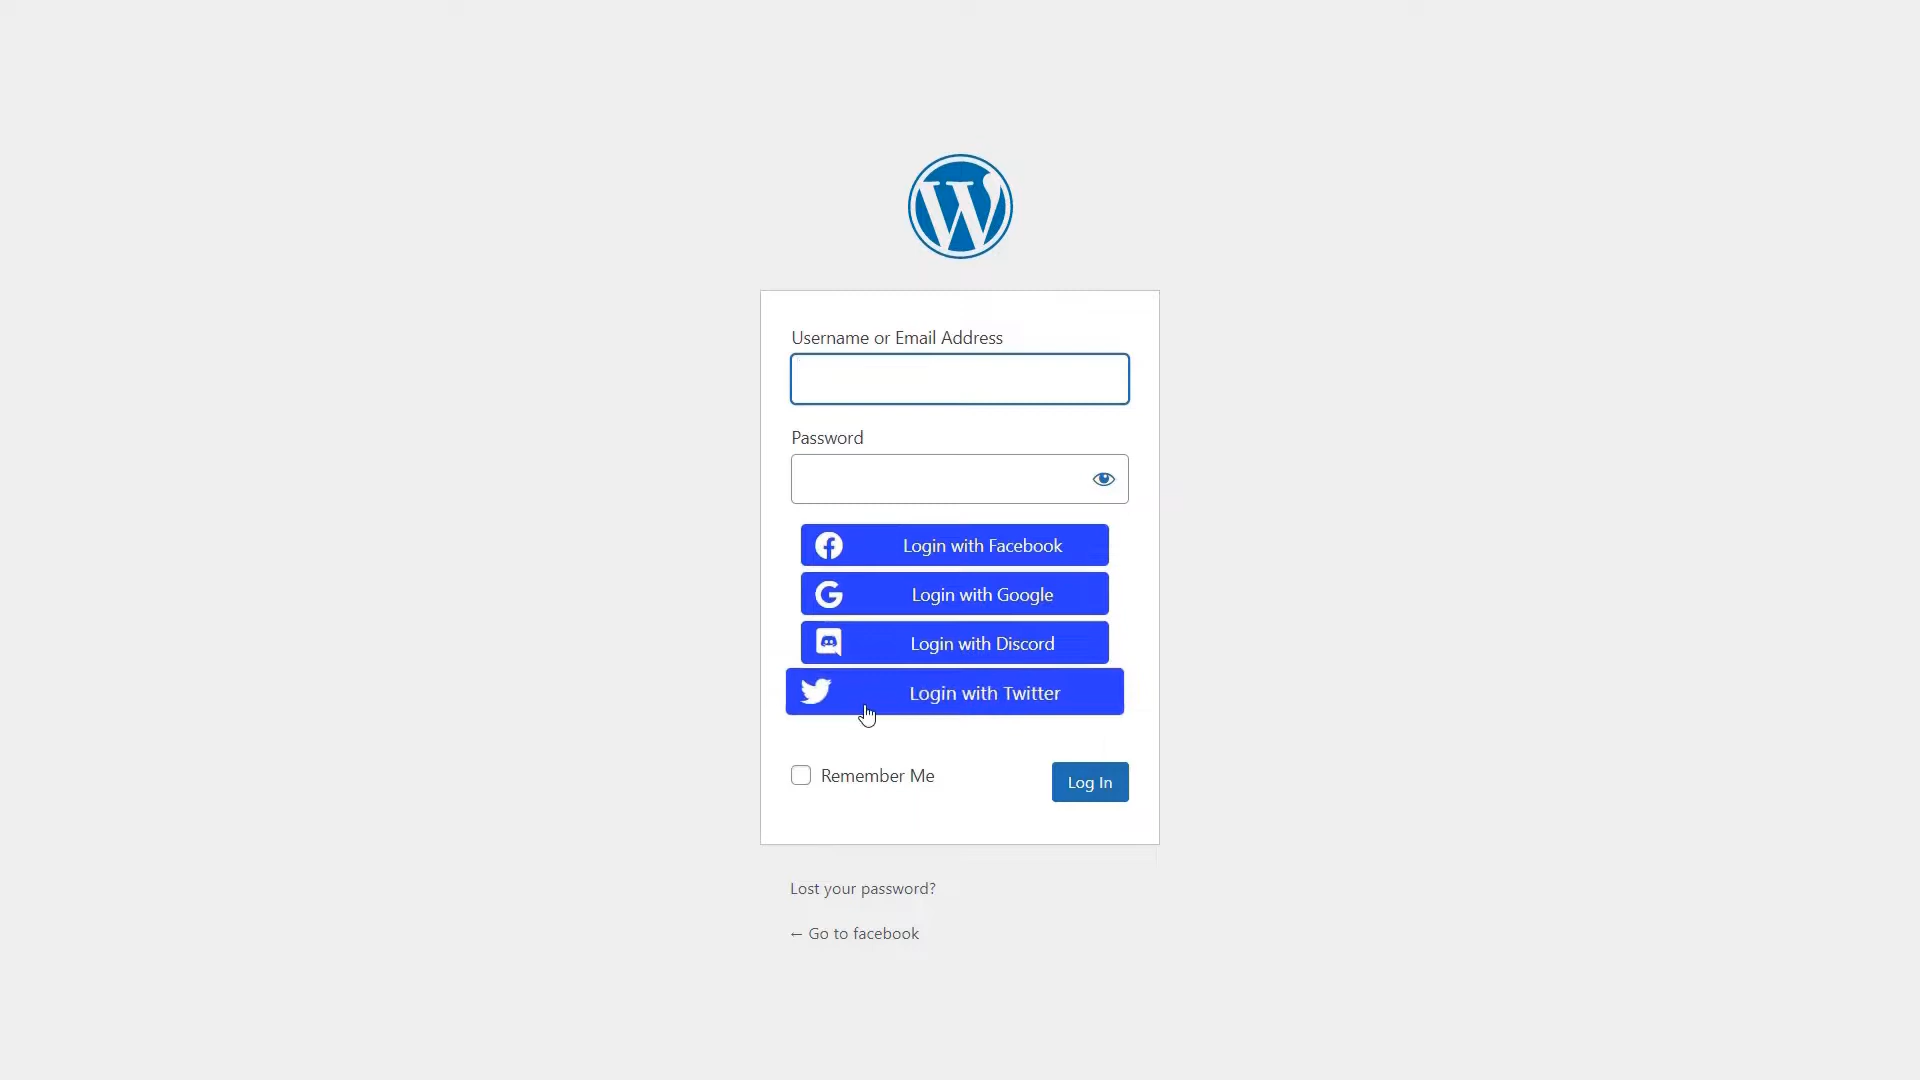 Username or Email Address
Password
Login with Facebook
Login with Google
Login with Discord
Login with Twitter
Remember Me
Log In
Lost your password?
← Go to facebook